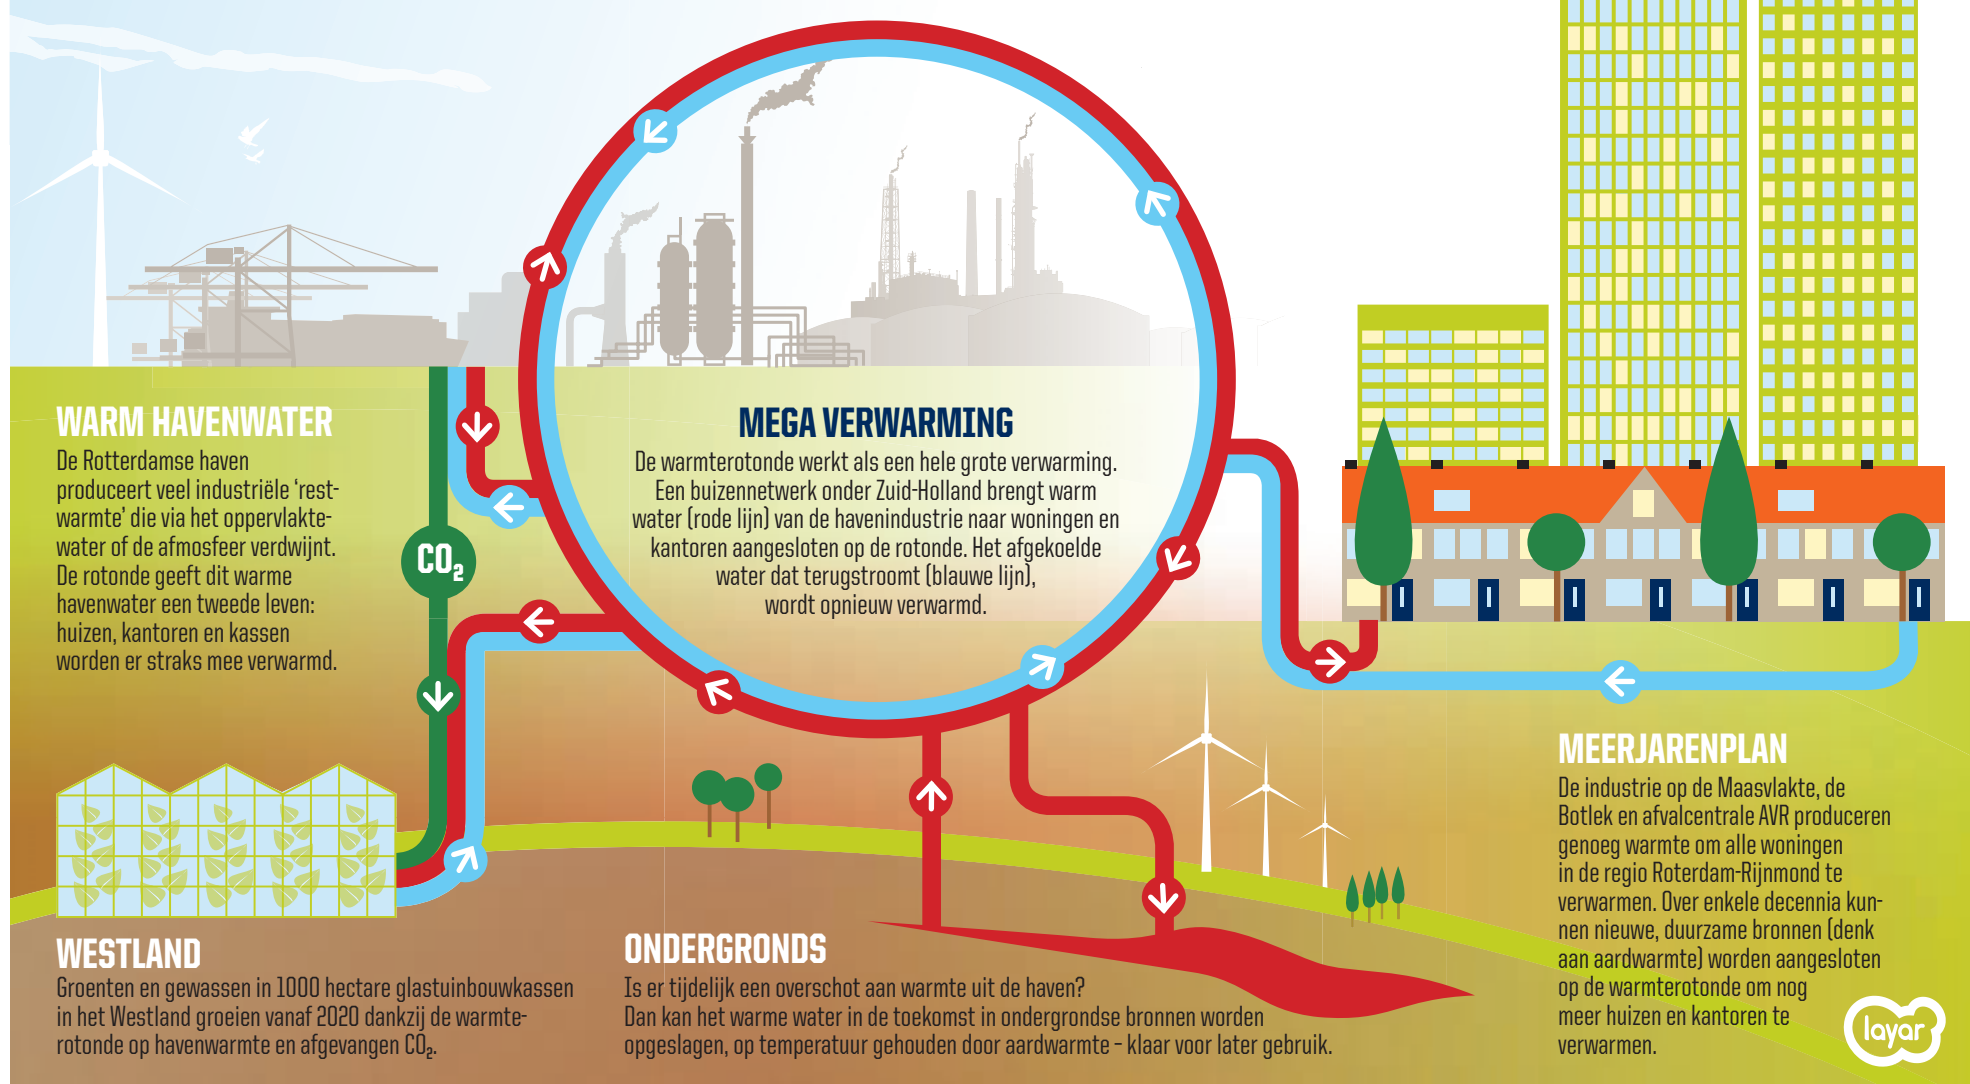 WARM HAVENWATER
De Rotterdamse haven
produceert veel industriële ‘rest-
warmte’ die via het oppervlakte-
water of de afmosfeer verdwijnt.
De rotonde geeft dit warme
havenwater een tweede leven:
huizen, kantoren en kassen
worden er straks mee verwarmd.
CO₂
MEGA VERWARMING
De warmterotonde werkt als een hele grote verwarming.
Een buizennetwerk onder Zuid-Holland brengt warm
water (rode lijn) van de havenindustrie naar woningen en
kantoren aangesloten op de rotonde. Het afgekoelde
water dat terugstroomt (blauwe lijn),
wordt opnieuw verwarmd.
WESTLAND
Groenten en gewassen in 1000 hectare glastuinbouwkassen
in het Westland groeien vanaf 2020 dankzij de warmte-
rotonde op havenwarmte en afgevangen CO₂.
ONDERGRONDS
Is er tijdelijk een overschot aan warmte uit de haven?
Dan kan het warme water in de toekomst in ondergrondse bronnen worden
opgeslagen, op temperatuur gehouden door aardwarmte - klaar voor later gebruik.
MEERJARENPLAN
De industrie op de Maasvlakte, de
Botlek en afvalcentrale AVR produceren
genoeg warmte om alle woningen
in de regio Roterdam-Rijnmond te
verwarmen. Over enkele decennia kun-
nen nieuwe, duurzame bronnen (denk
aan aardwarmte) worden aangesloten
op de warmterotonde om nog
meer huizen en kantoren te
verwarmen.
layar